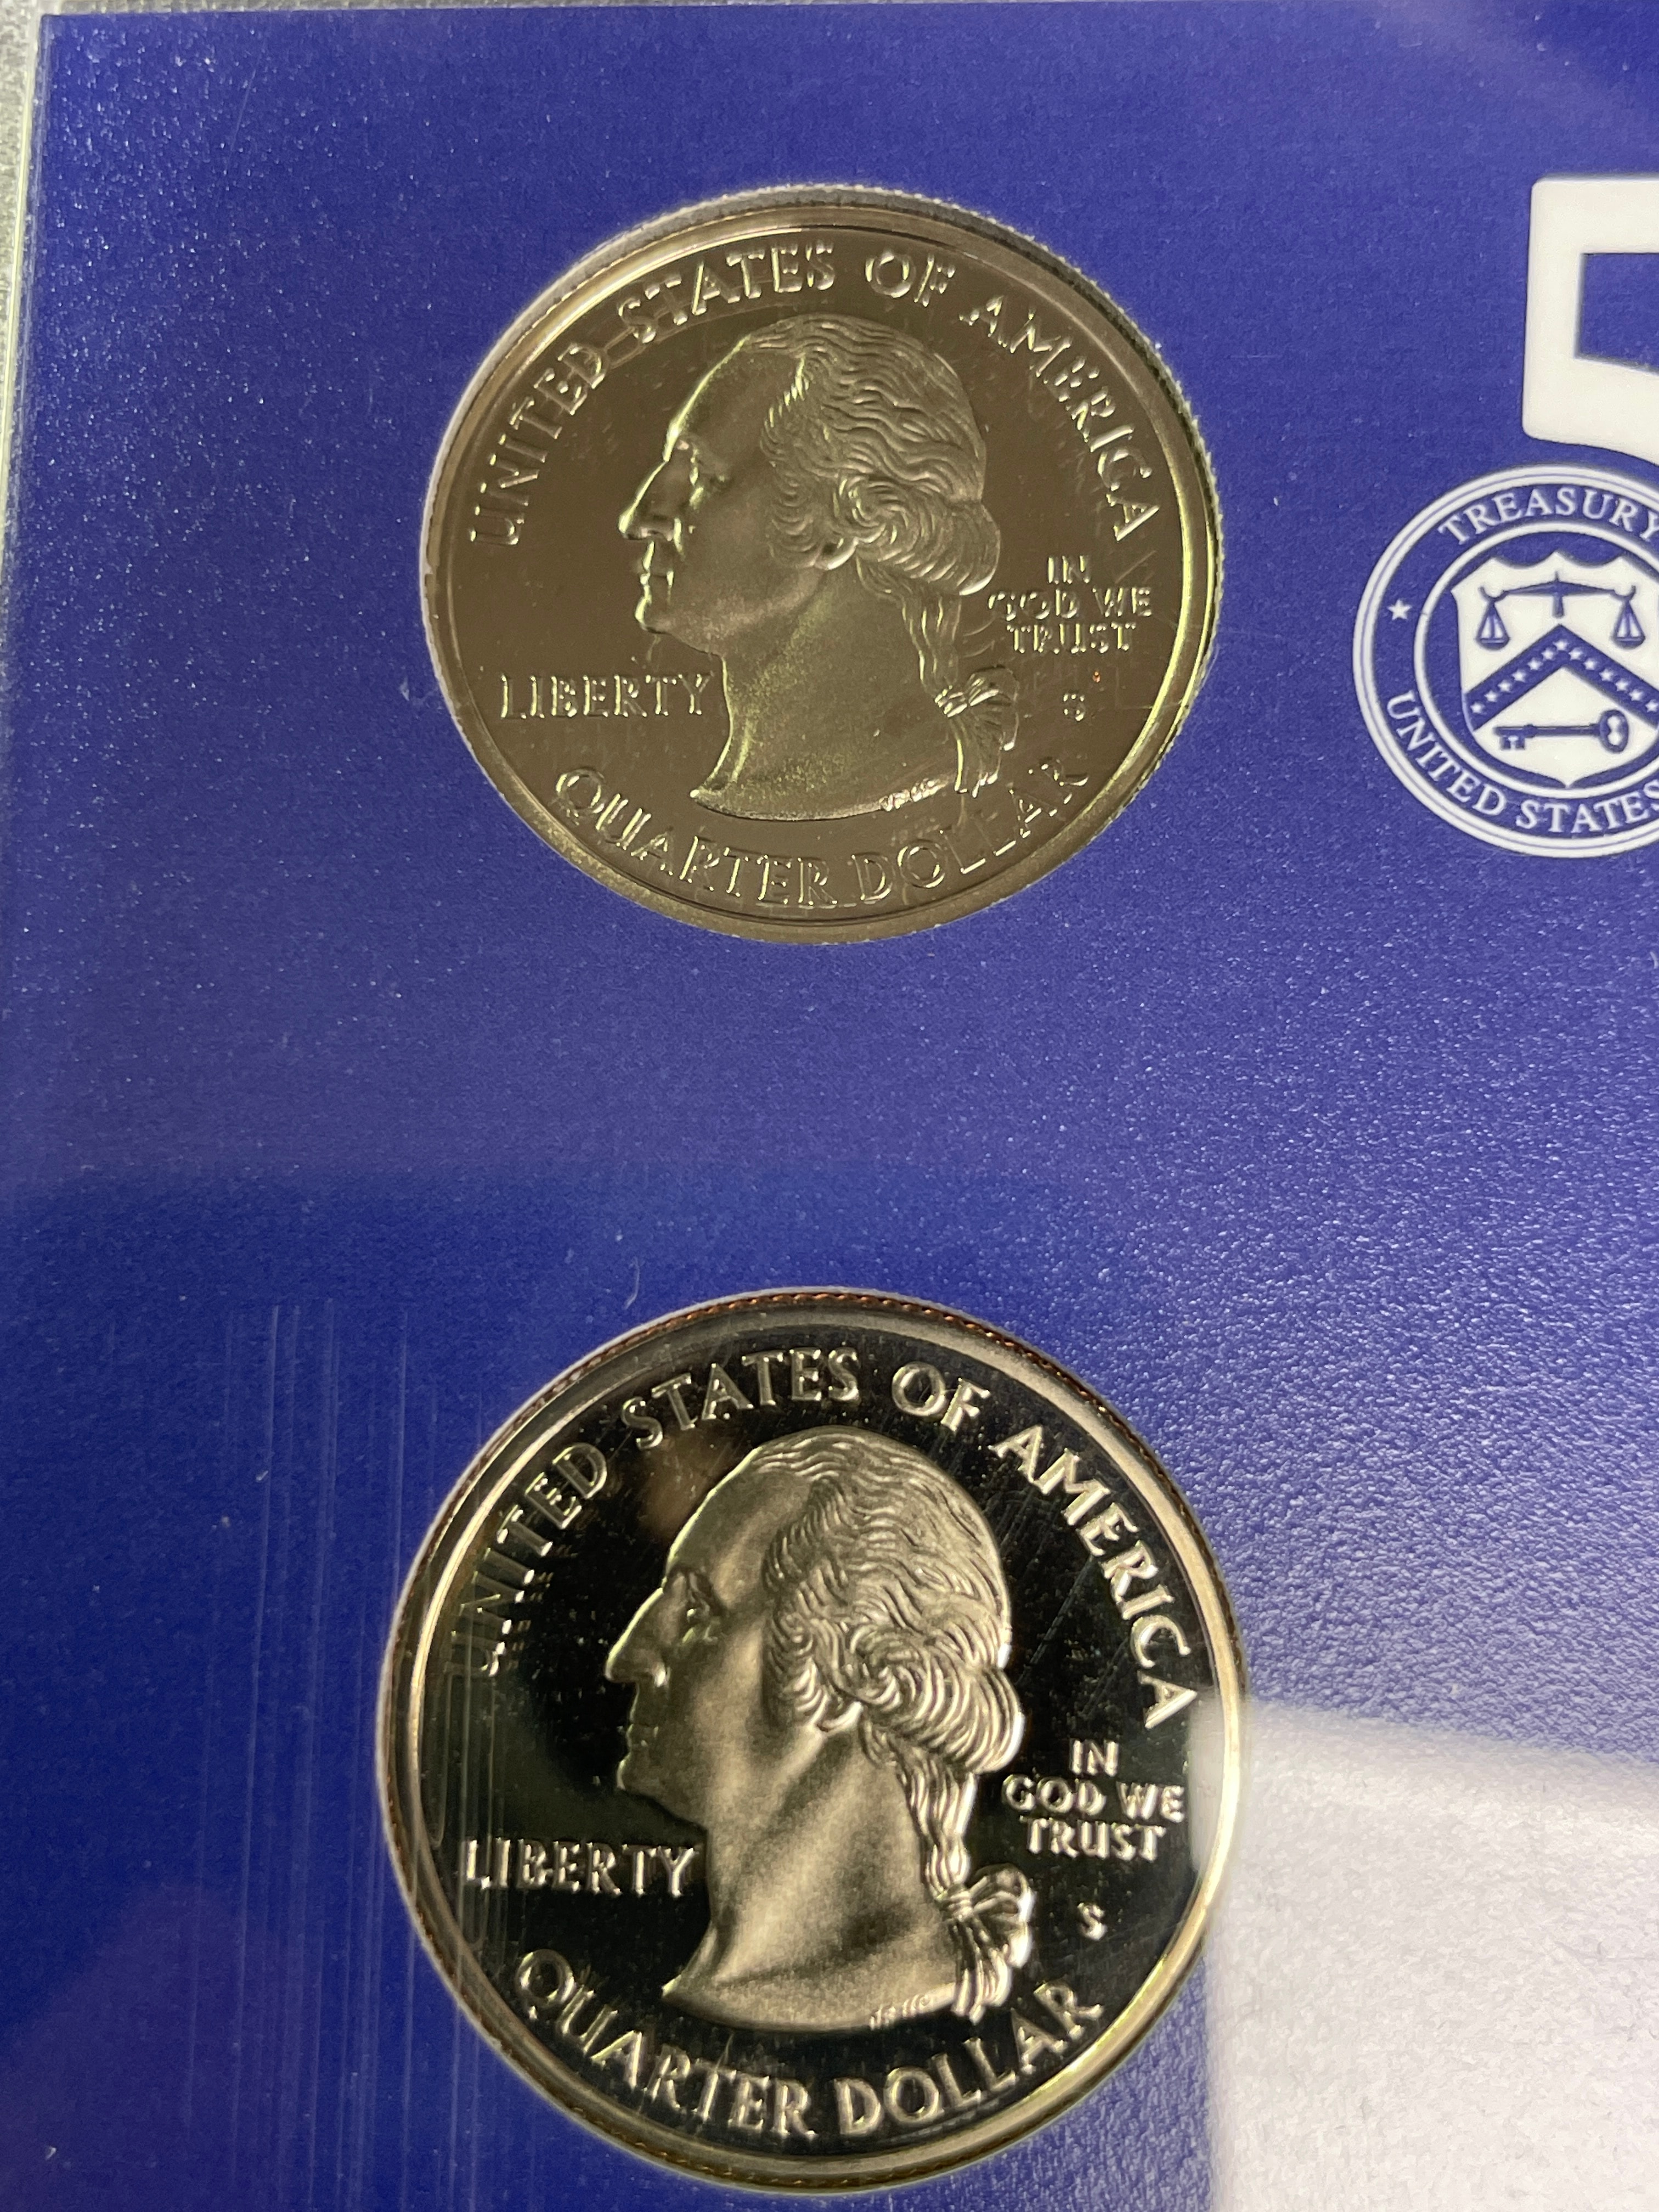 UNITED STATES OF AMERICA
IN
GOD WE
TRUST
LIBERTY
S
QUARTER DOLLAR
5
TREASURY
UNITED STATES
UNITED STATES OF AMERICA
IN
GOD WE
TRUST
LIBERTY
S
QUARTER DOLLAR